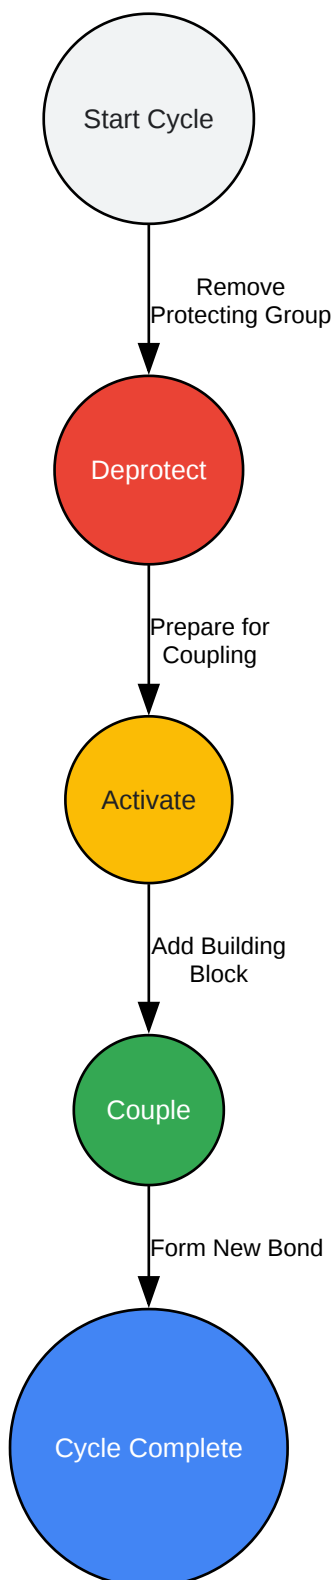 Start Cycle
Remove
Protecting Group
Deprotect
Prepare for
Coupling
Activate
Add Building
Block
Couple
Form New Bond
Cycle Complete